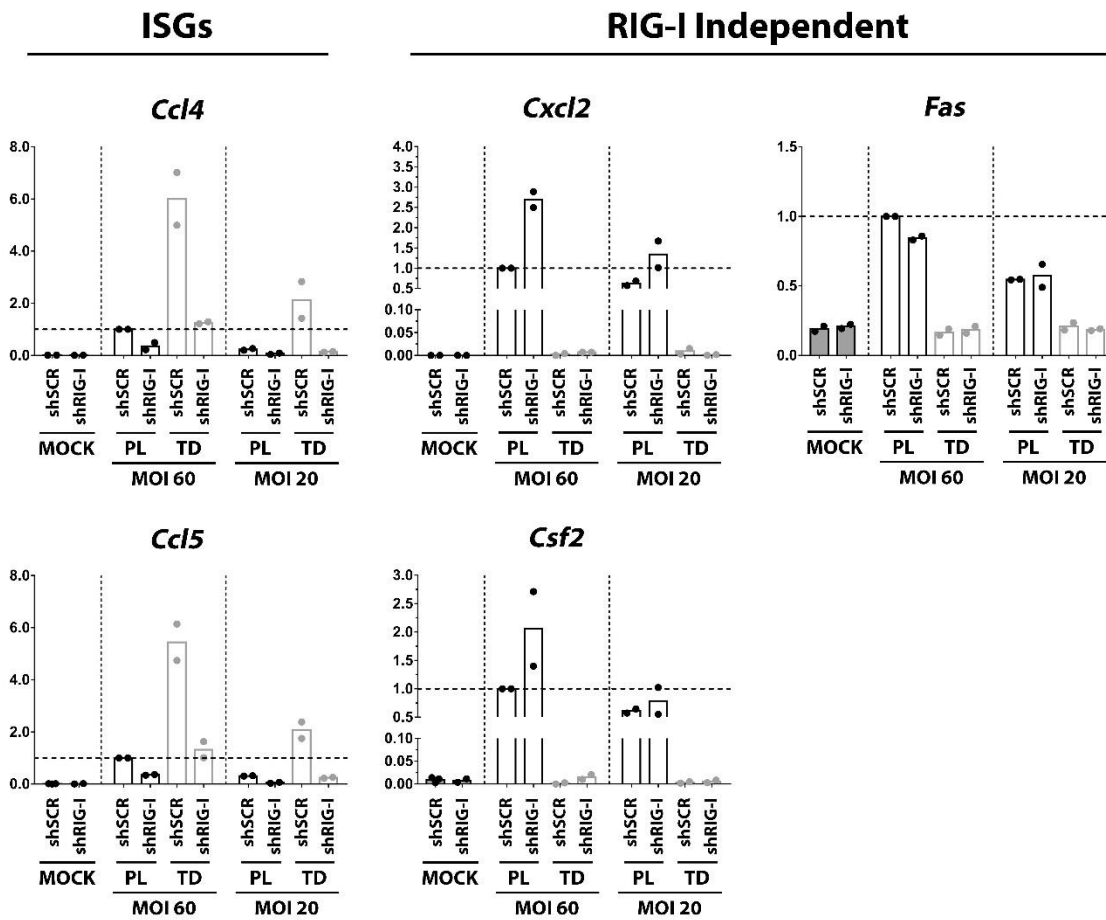 ISGs
RIG-I Independent
Ccl4
8.0
6.0
4.0
2.0
1.0
0.0
shSCR
shRIG-I
shSCR
shRIG-I
shSCR
shRIG-I
shSCR
shRIG-I
shSCR
shRIG-I
MOCK
PL
TD
PL
TD
MOI 60
MOI 20
Cxcl2
4.0
3.5
3.0
2.5
2.0
1.5
1.0
0.5
0.10
0.05
0.00
shSCR
shRIG-I
shSCR
shRIG-I
shSCR
shRIG-I
shSCR
shRIG-I
shSCR
shRIG-I
MOCK
PL
TD
PL
TD
MOI 60
MOI 20
Fas
1.5
1.0
0.5
0.0
shSCR
shRIG-I
shSCR
shRIG-I
shSCR
shRIG-I
shSCR
shRIG-I
shSCR
shRIG-I
MOCK
PL
TD
PL
TD
MOI 60
MOI 20
Ccl5
8.0
6.0
4.0
2.0
1.0
0.0
shSCR
shRIG-I
shSCR
shRIG-I
shSCR
shRIG-I
shSCR
shRIG-I
shSCR
shRIG-I
MOCK
PL
TD
PL
TD
MOI 60
MOI 20
Csf2
3.0
2.5
2.0
1.5
1.0
0.5
0.10
0.05
0.00
shSCR
shRIG-I
shSCR
shRIG-I
shSCR
shRIG-I
shSCR
shRIG-I
shSCR
shRIG-I
MOCK
PL
TD
PL
TD
MOI 60
MOI 20